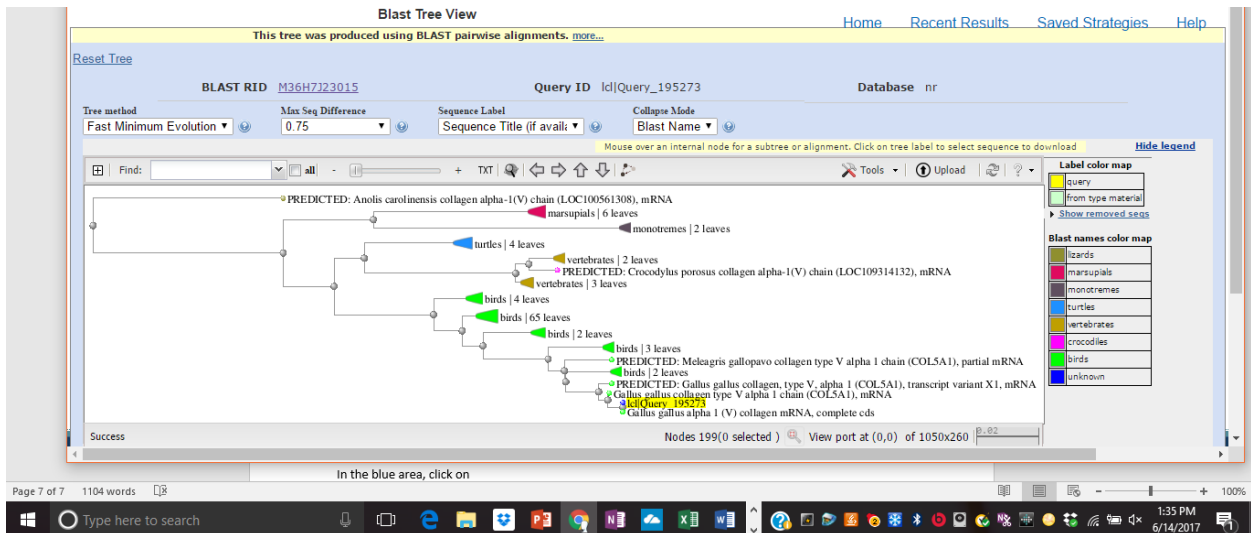 Blast Tree View
Home Recent Results Saved Strategies Help
This tree was produced using BLAST pairwise alignments. more...
Reset Tree
BLAST RID M36H7J23015 Query ID lcl|Query_195273 Database nr
Tree method Max Seq Difference Sequence Label Collapse Mode
Fast Minimum Evolution 0.75 Sequence Title (if availa Blast Name
Mouse over an internal node for a subtree or alignment. Click on tree label to select sequence to download Hide legend
Find: all - + TXT Tools Upload ?
Label color map
query
from type material
Show removed seqs
Blast names color map
lizards
marsupials
monotremes
turtles
vertebrates
crocodiles
birds
unknown
PREDICTED: Anolis carolinensis collagen alpha-1(V) chain (LOC100561308), mRNA
marsupials | 6 leaves
monotremes | 2 leaves
turtles | 4 leaves
vertebrates | 2 leaves
PREDICTED: Crocodylus porosus collagen alpha-1(V) chain (LOC109314132), mRNA
vertebrates | 3 leaves
birds | 4 leaves
birds | 65 leaves
birds | 2 leaves
birds | 3 leaves
PREDICTED: Meleagris gallopavo collagen type V alpha 1 chain (COL5A1), partial mRNA
birds | 2 leaves
PREDICTED: Gallus gallus collagen, type V, alpha 1 (COL5A1), transcript variant X1, mRNA
Gallus gallus collagen type V alpha 1 chain (COL5A1), mRNA
lcl|Query_195273
Gallus gallus alpha 1 (V) collagen mRNA, complete cds
Success Nodes 199(0 selected ) View port at (0,0) of 1050x260 0.02
In the blue area, click on
Page 7 of 7 1104 words - + 100%
Type here to search
1:35 PM
6/14/2017